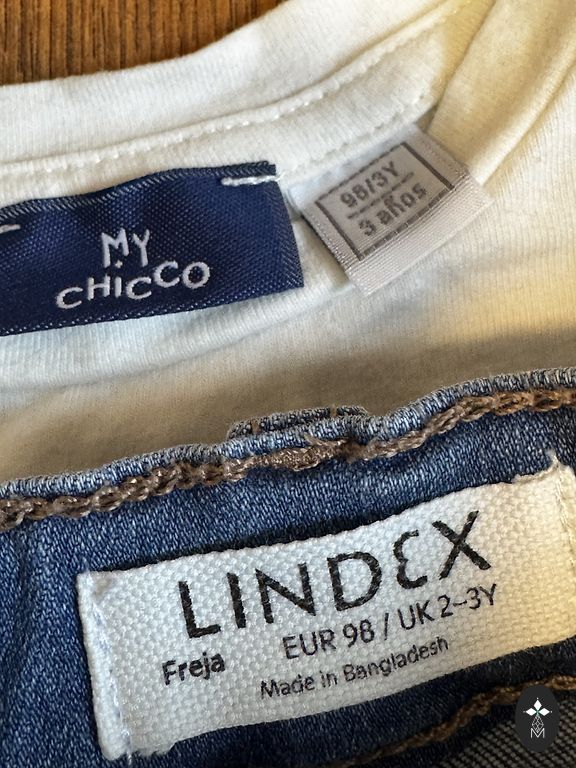 MY
CHICCO
98/3Y
3 años
LINDEX
EUR 98 / UK 2–3Y
Freja
Made in Bangladesh
M